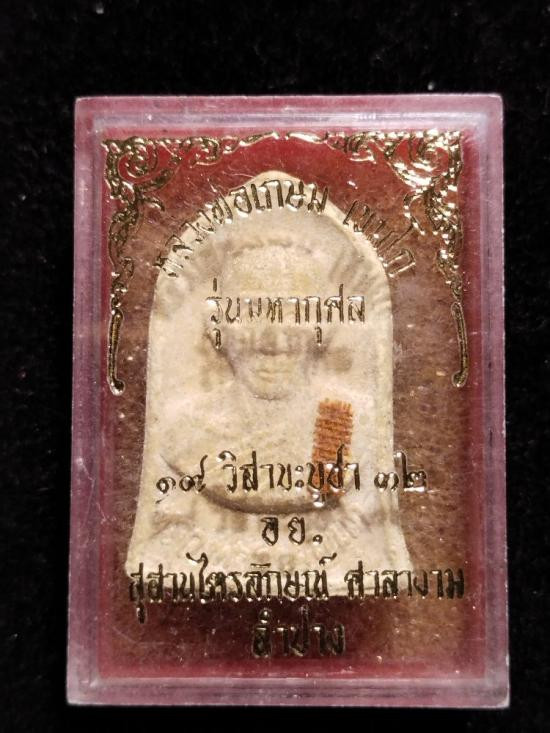 หลวงพ่อเกษม เขมโก
รุ่นมหากุศล
๑๙ วิสาขะบูชา ๓๒
อย.
สุสานไตรลักษณ์ ศาลางาม
ลำปาง